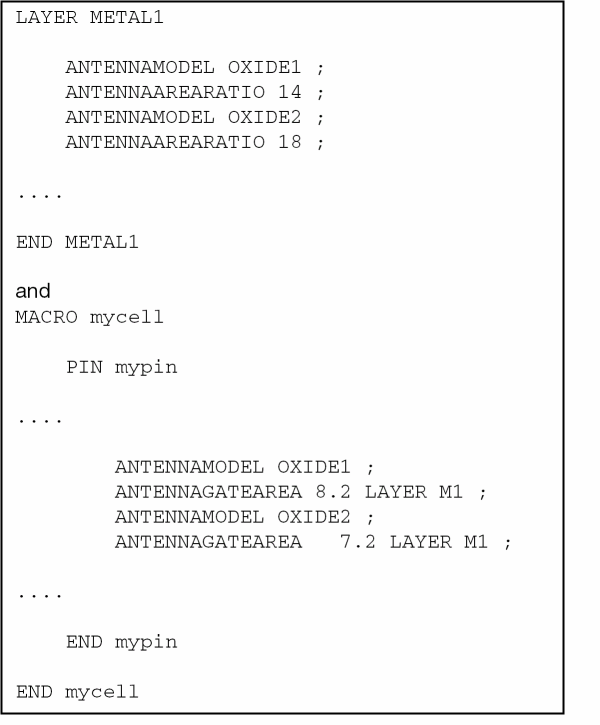 LAYER METAL1
ANTENNAMODEL OXIDE1 ;
ANTENNAAREARATIO 14 ;
ANTENNAMODEL OXIDE2 ;
ANTENNAAREARATIO 18 ;
....
END METAL1
and
MACRO mycell
PIN mypin
....
ANTENNAMODEL OXIDE1 ;
ANTENNAGATEAREA 8.2 LAYER M1 ;
ANTENNAMODEL OXIDE2 ;
ANTENNAGATEAREA 7.2 LAYER M1 ;
....
END mypin
END mycell